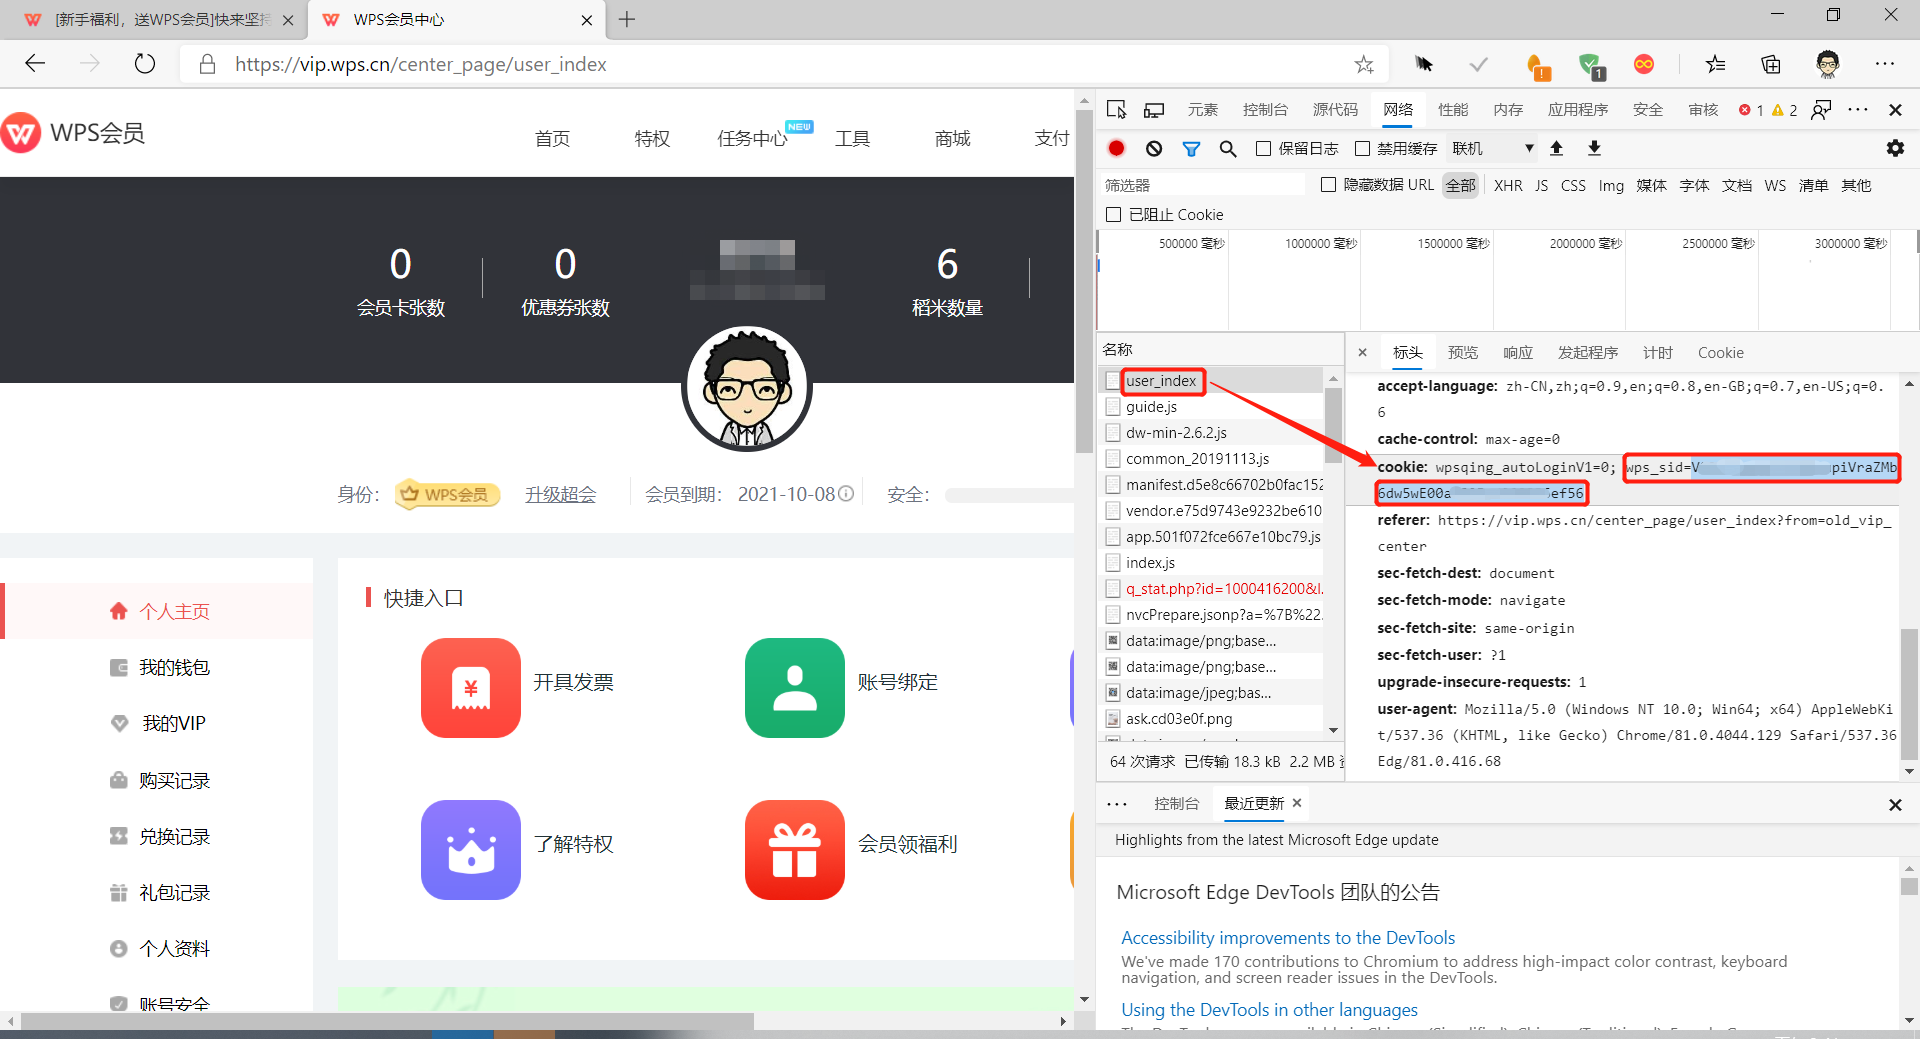 [新手福利，送WPS会员]快来坚持
WPS会员中心
https://vip.wps.cn/center_page/user_index
WPS会员
首页
特权
任务中心
NEW
工具
商城
支付
0
会员卡张数
0
优惠券张数
6
稻米数量
身份：
WPS会员
升级超会
会员到期： 2021-10-08
安全：
个人主页
我的钱包
我的VIP
购买记录
兑换记录
礼包记录
个人资料
账号安全
快捷入口
开具发票
账号绑定
了解特权
会员领福利
元素 控制台 源代码 网络 性能 内存 应用程序 安全 审核 1 2
保留日志 禁用缓存 联机
筛选器 隐藏数据 URL 全部 XHR JS CSS Img 媒体 字体 文档 WS 清单 其他
已阻止 Cookie
500000 毫秒 1000000 毫秒 1500000 毫秒 2000000 毫秒 2500000 毫秒 3000000 毫秒
名称
user_index
guide.js
dw-min-2.6.2.js
common_20191113.js
manifest.d5e8c66702b0fac152
vendor.e75d9743e9232be610
app.501f072fce667e10bc79.js
index.js
q_stat.php?id=1000416200&l.
nvcPrepare.jsonp?a=%7B%22.
data:image/png;base...
data:image/png;base...
data:image/jpeg;bas...
ask.cd03e0f.png
64 次请求 已传输 18.3 kB 2.2 MB
标头 预览 响应 发起程序 计时 Cookie
accept-language: zh-CN,zh;q=0.9,en;q=0.8,en-GB;q=0.7,en-US;q=0.
6
cache-control: max-age=0
cookie: wpsqing_autoLoginV1=0; wps_sid=V piVraZMb
6dw5wE00a ef56
referer: https://vip.wps.cn/center_page/user_index?from=old_vip_
center
sec-fetch-dest: document
sec-fetch-mode: navigate
sec-fetch-site: same-origin
sec-fetch-user: ?1
upgrade-insecure-requests: 1
user-agent: Mozilla/5.0 (Windows NT 10.0; Win64; x64) AppleWebKi
t/537.36 (KHTML, like Gecko) Chrome/81.0.4044.129 Safari/537.36
Edg/81.0.416.68
控制台 最近更新
Highlights from the latest Microsoft Edge update
Microsoft Edge DevTools 团队的公告
Accessibility improvements to the DevTools
We've made 170 contributions to Chromium to address high-impact color contrast, keyboard
navigation, and screen reader issues in the DevTools.
Using the DevTools in other languages